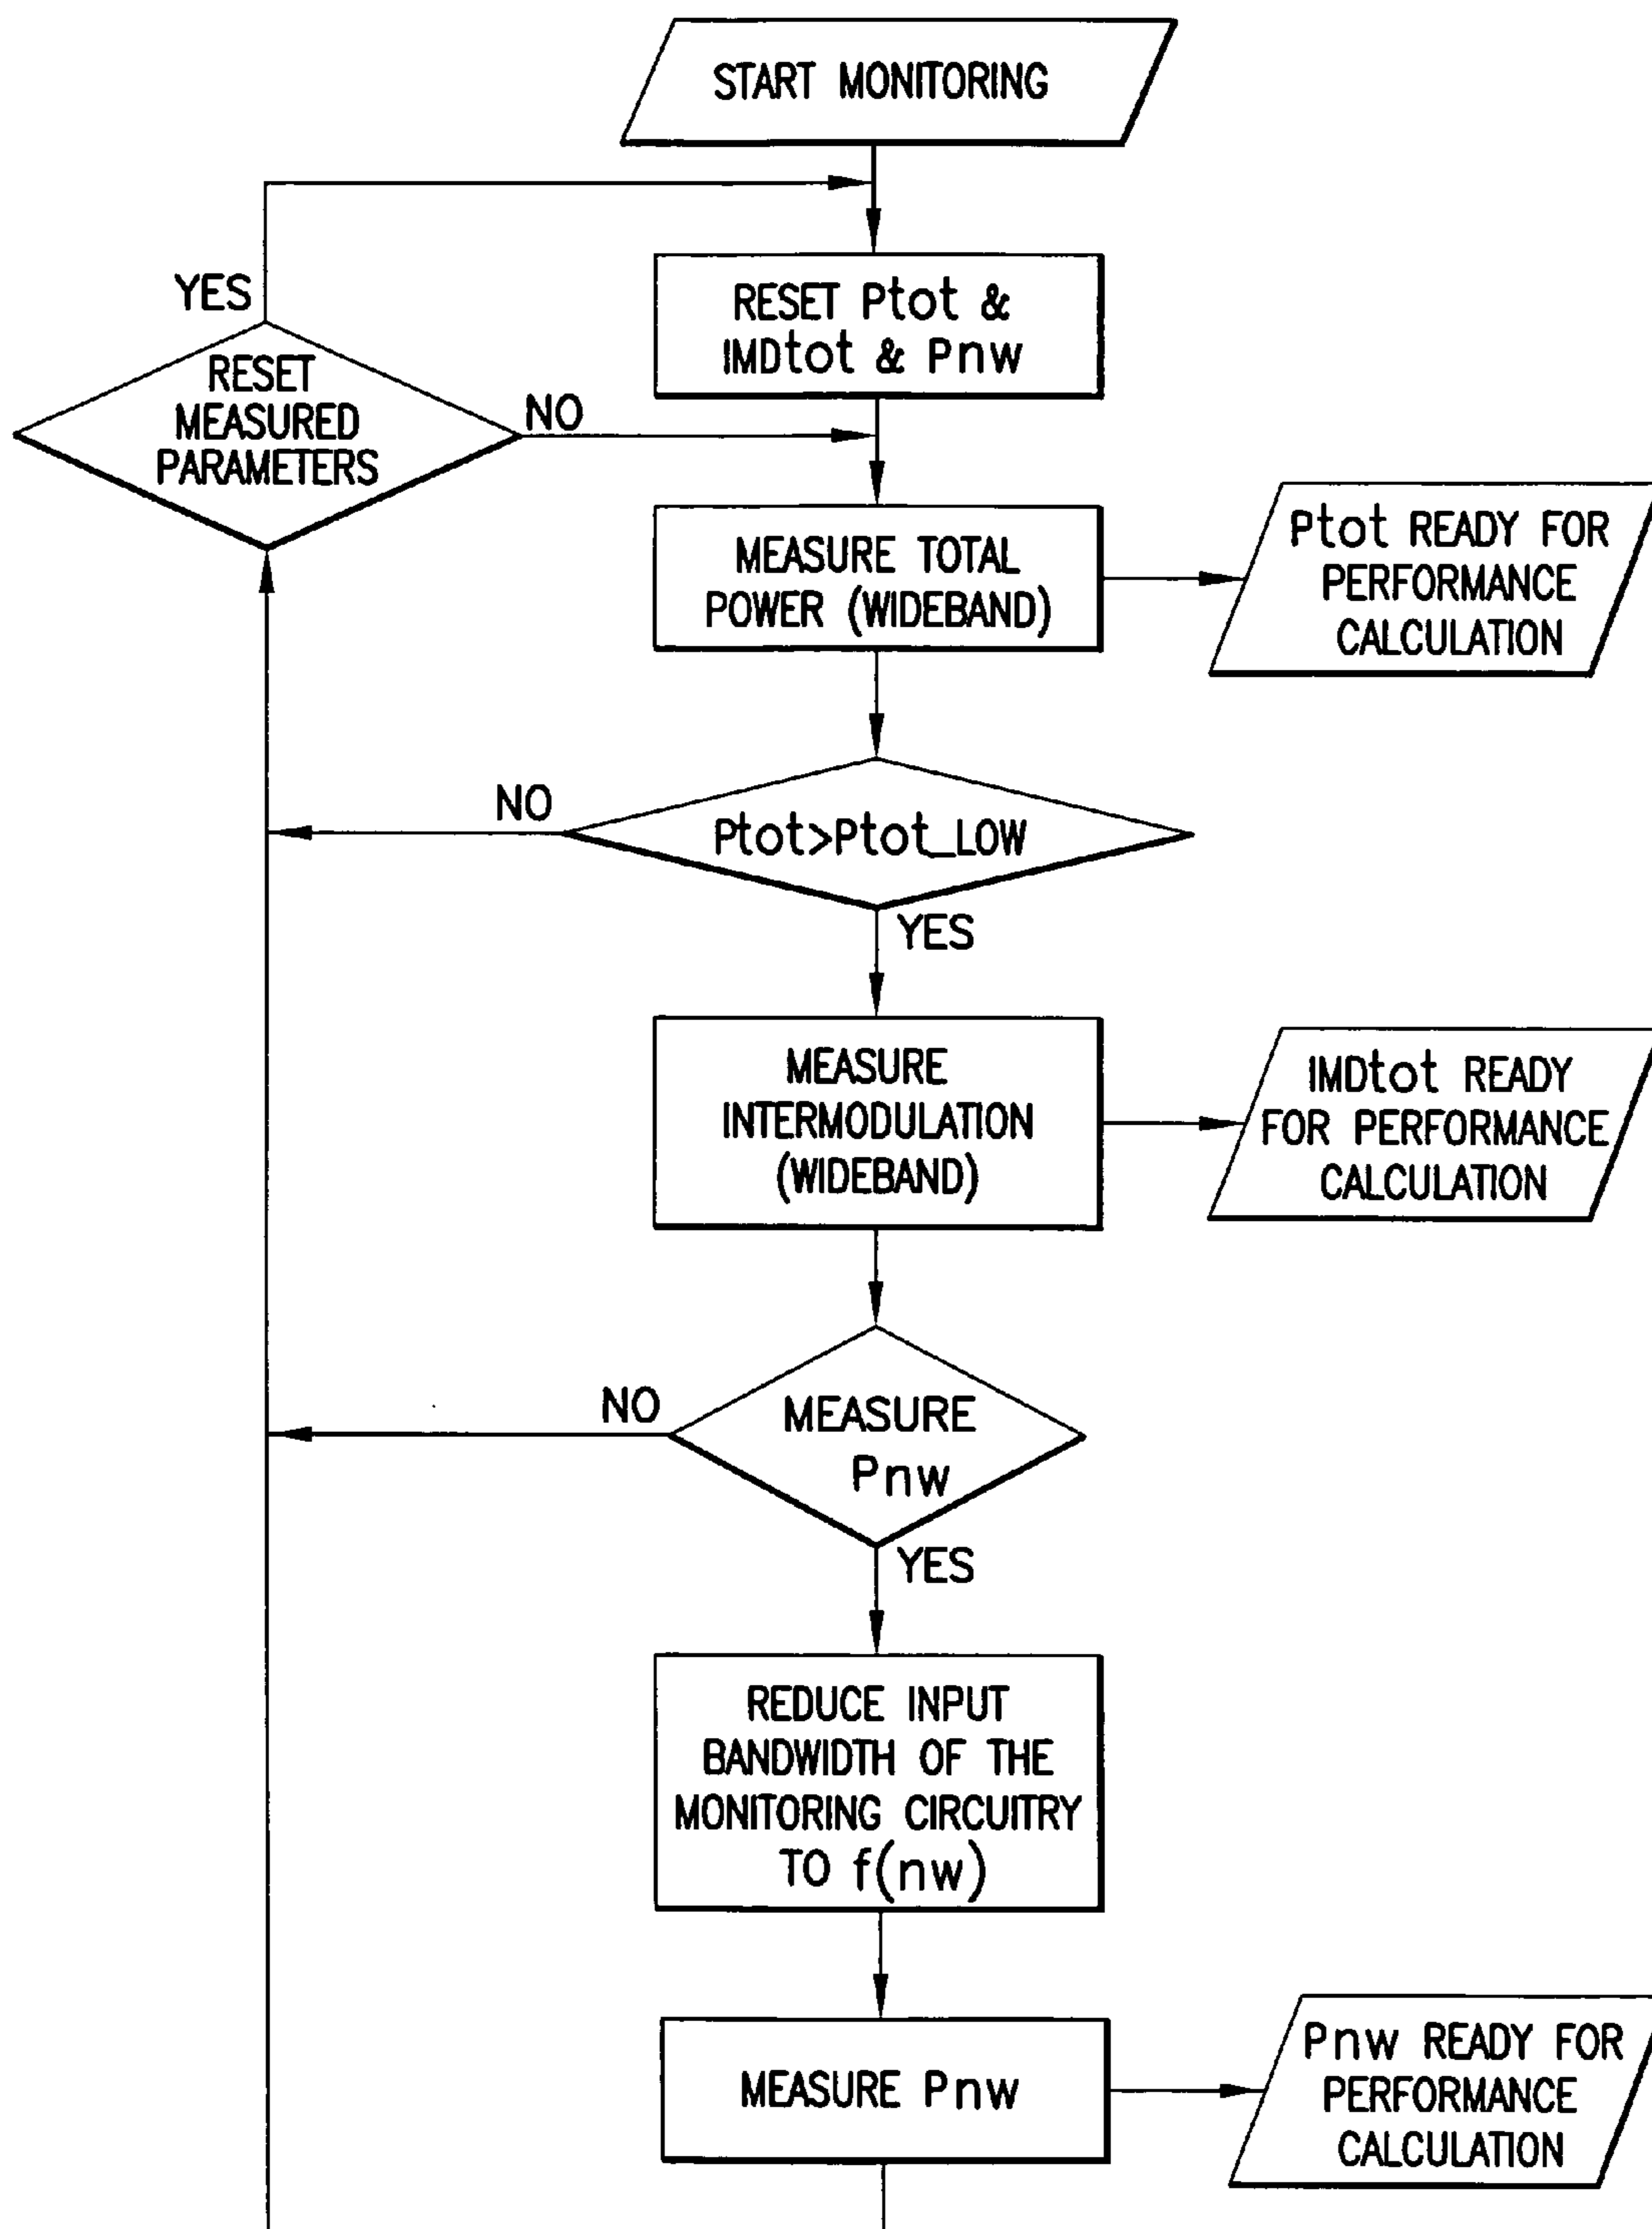 START MONITORING
YES
RESET Ptot &
IMDtot & Pnw
RESET
MEASURED
PARAMETERS
NO
MEASURE TOTAL
POWER (WIDEBAND)
Ptot READY FOR
PERFORMANCE
CALCULATION
NO
Ptot>Ptot_LOW
YES
MEASURE
INTERMODULATION
(WIDEBAND)
IMDtot READY
FOR PERFORMANCE
CALCULATION
NO
MEASURE
Pnw
YES
REDUCE INPUT
BANDWIDTH OF THE
MONITORING CIRCUITRY
TO f(nw)
MEASURE Pnw
Pnw READY FOR
PERFORMANCE
CALCULATION